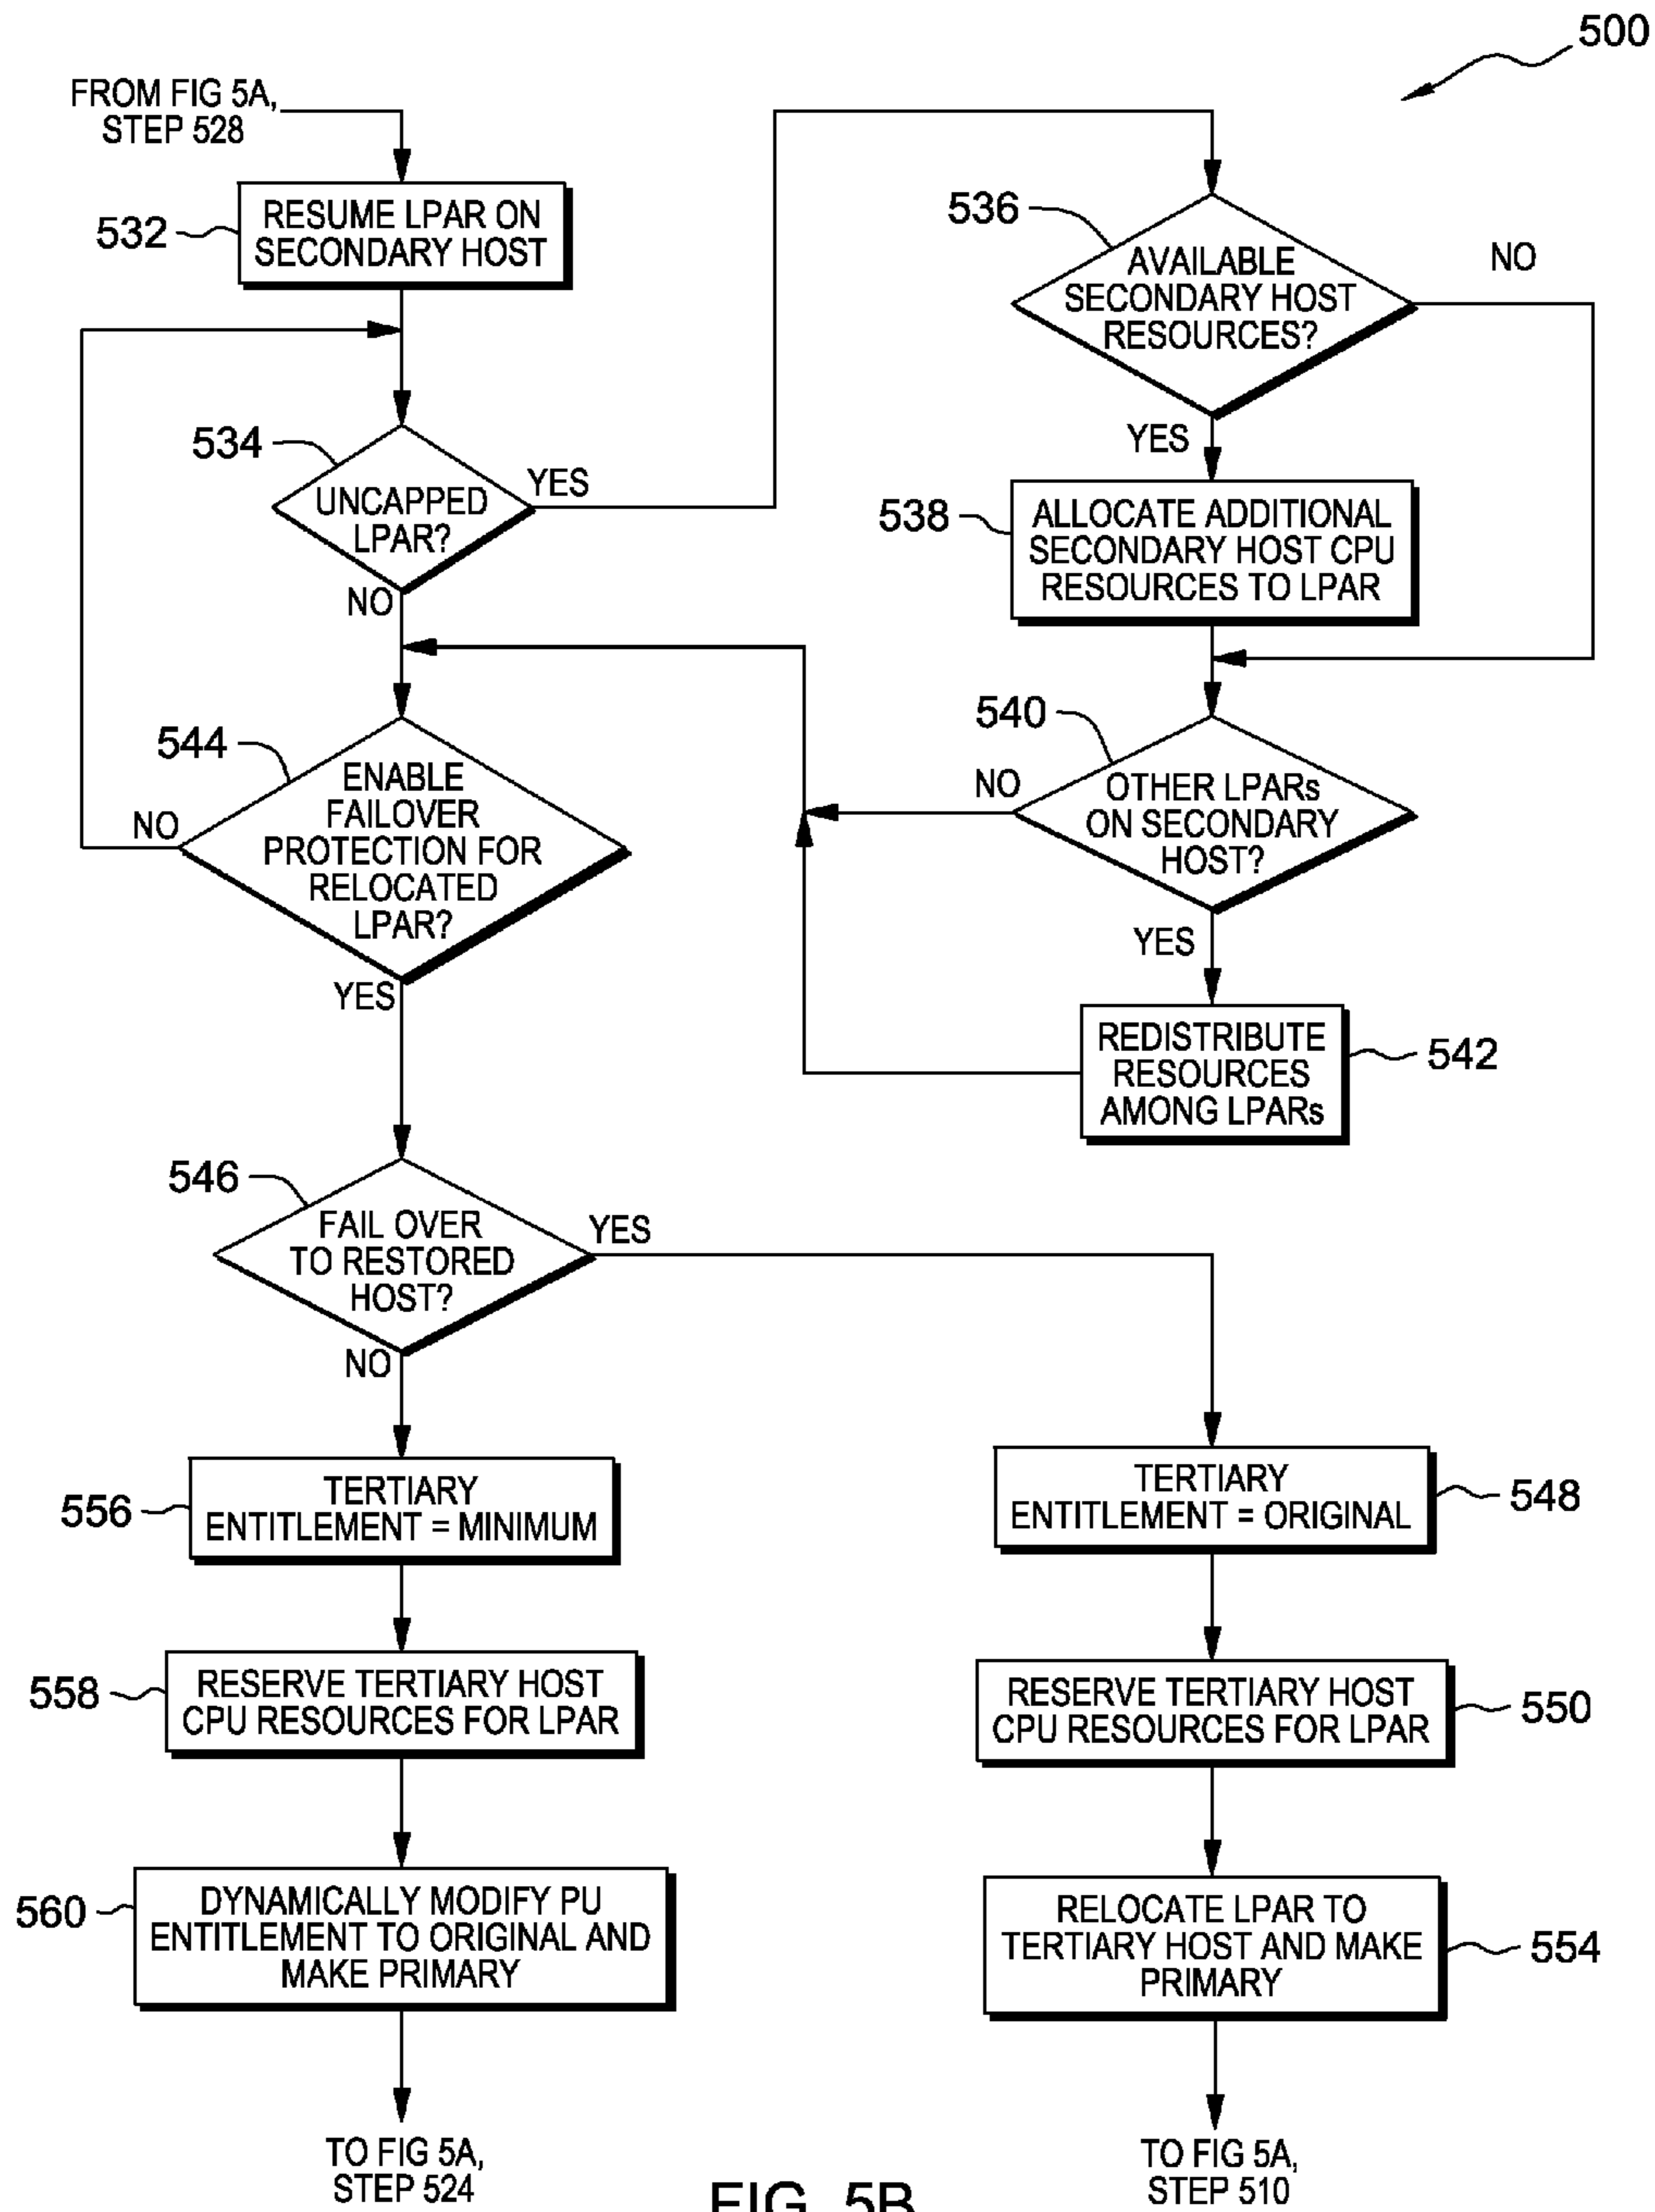 500
FROM FIG 5A,
STEP 528
532
RESUME LPAR ON
SECONDARY HOST
534
UNCAPPED
LPAR?
YES
NO
536
AVAILABLE
SECONDARY HOST
RESOURCES?
NO
YES
538
ALLOCATE ADDITIONAL
SECONDARY HOST CPU
RESOURCES TO LPAR
540
OTHER LPARs
ON SECONDARY
HOST?
NO
YES
542
REDISTRIBUTE
RESOURCES
AMONG LPARs
544
ENABLE
FAILOVER
PROTECTION FOR
RELOCATED
LPAR?
NO
YES
546
FAIL OVER
TO RESTORED
HOST?
YES
NO
556
TERTIARY
ENTITLEMENT = MINIMUM
558
RESERVE TERTIARY HOST
CPU RESOURCES FOR LPAR
560
DYNAMICALLY MODIFY PU
ENTITLEMENT TO ORIGINAL AND
MAKE PRIMARY
TO FIG 5A,
STEP 524
548
TERTIARY
ENTITLEMENT = ORIGINAL
550
RESERVE TERTIARY HOST
CPU RESOURCES FOR LPAR
554
RELOCATE LPAR TO
TERTIARY HOST AND MAKE
PRIMARY
TO FIG 5A,
STEP 510
FIG. 5B